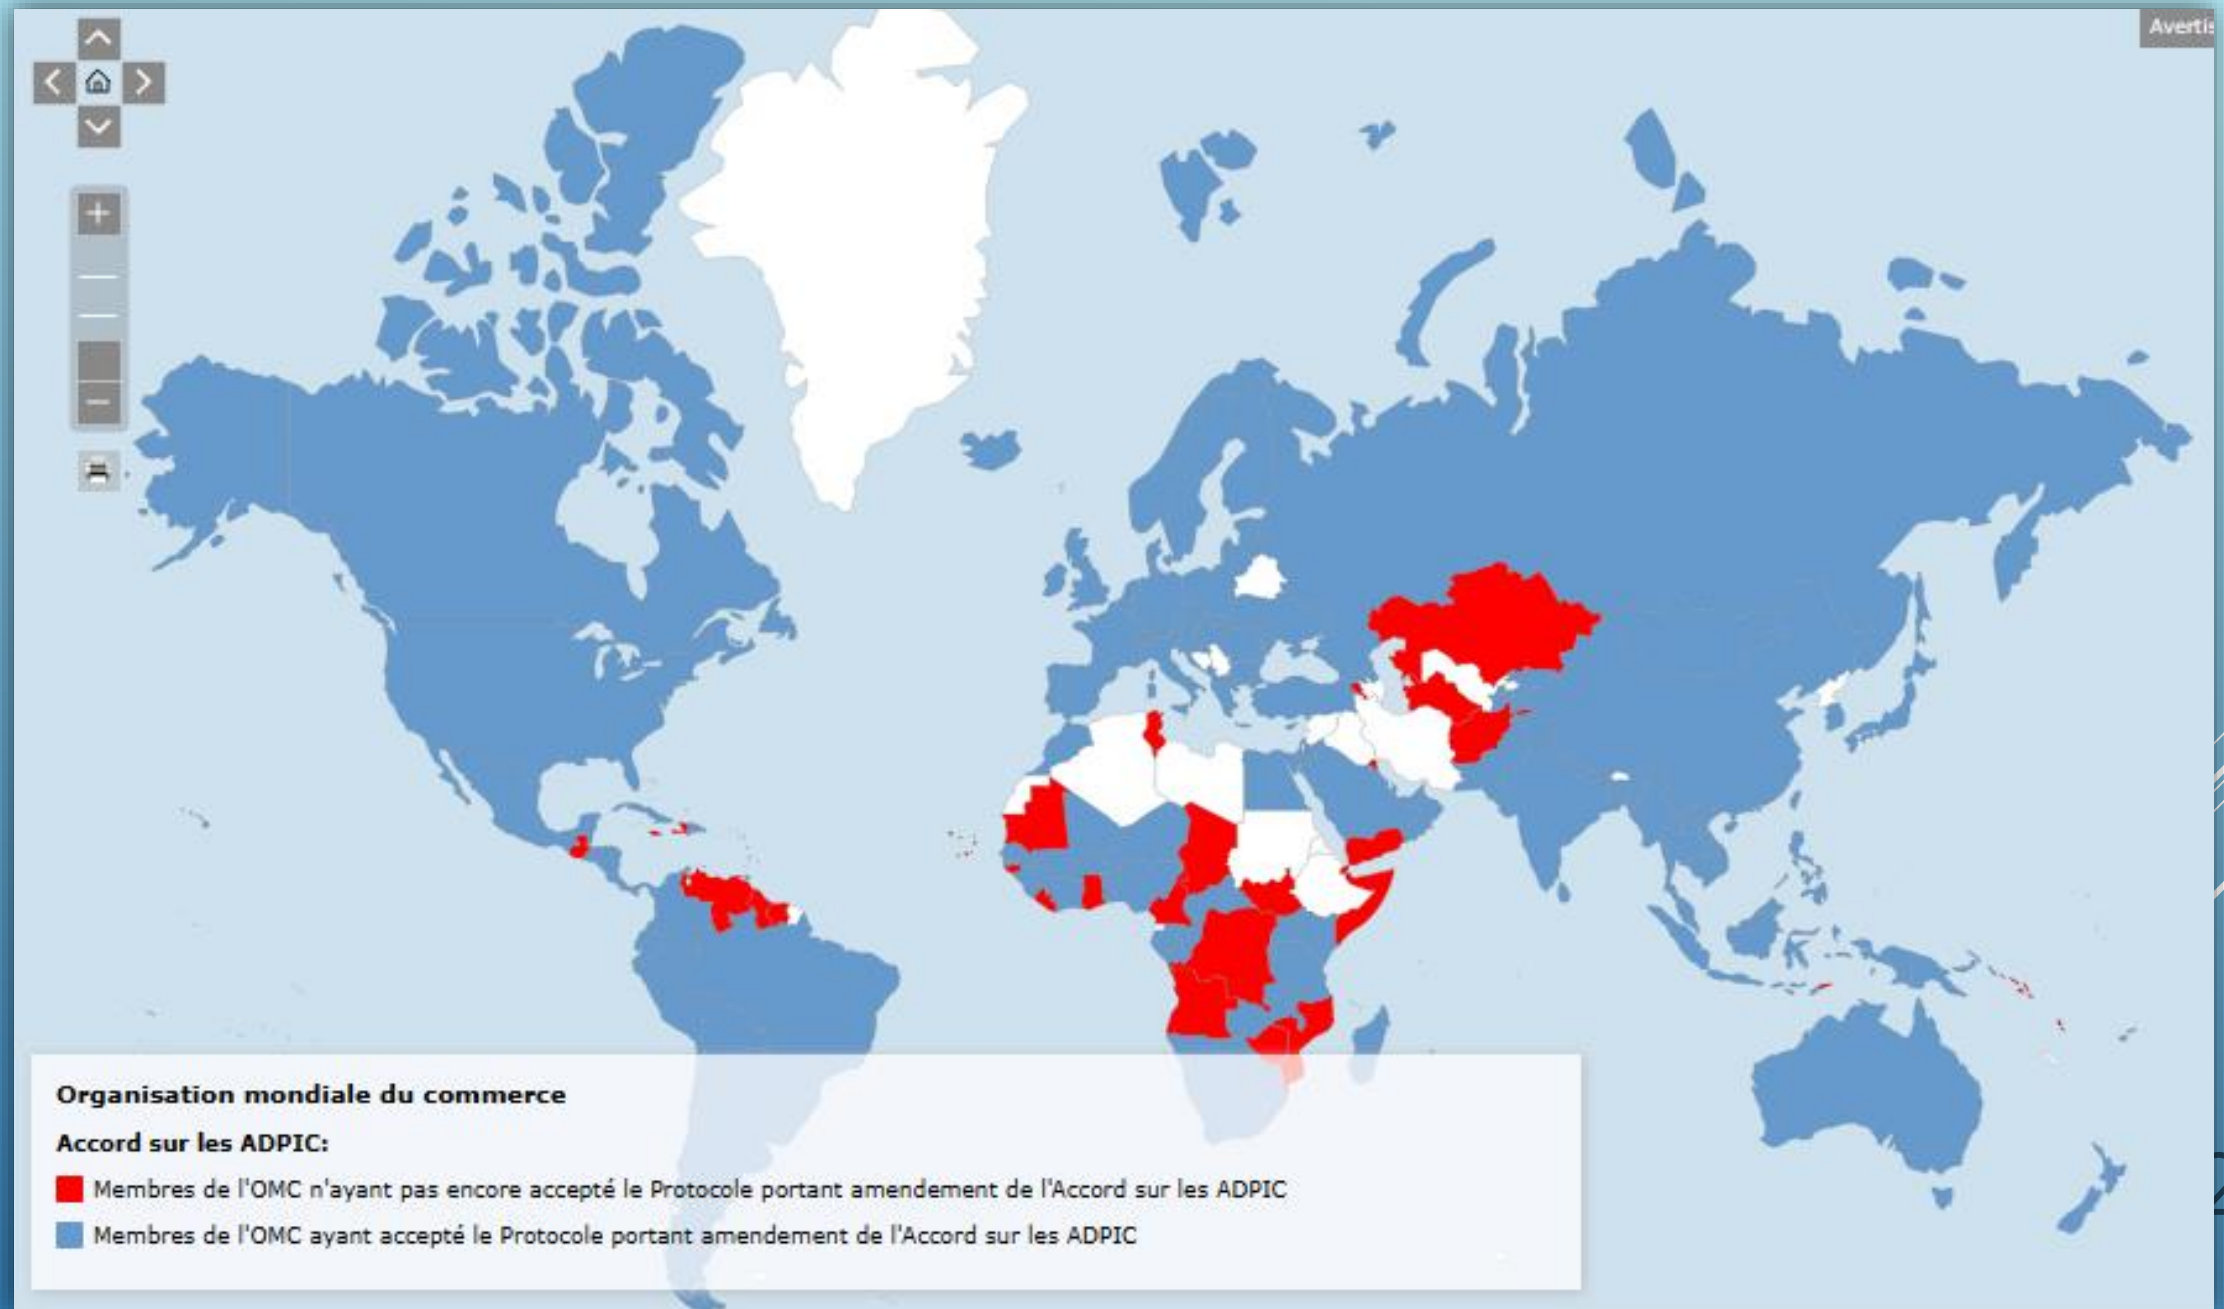 Avertis
Organisation mondiale du commerce
Accord sur les ADPIC:
Membres de l'OMC n'ayant pas encore accepté le Protocole portant amendement de l'Accord sur les ADPIC
Membres de l'OMC ayant accepté le Protocole portant amendement de l'Accord sur les ADPIC